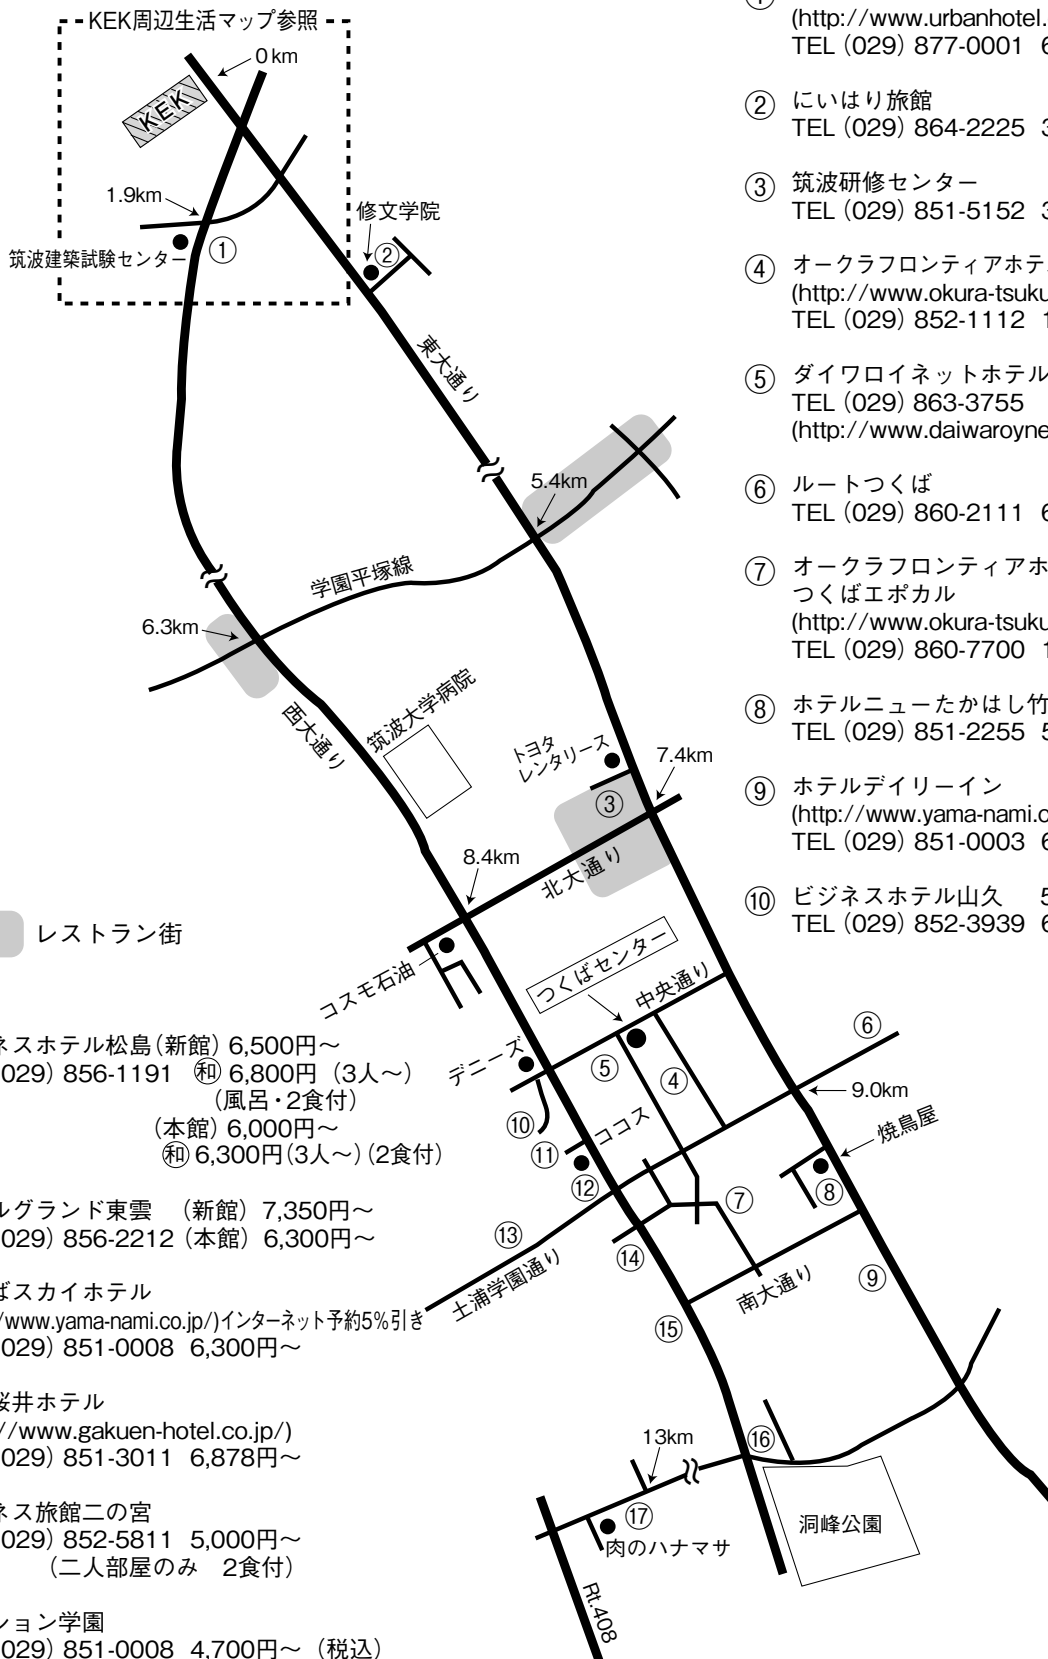 KEK周辺生活マップ参照
0km
KEK
1.9km
修文学院
②
筑波建築試験センター
①
東大通り
5.4km
学園平塚線
6.3km
西大通り
筑波大学病院
トヨタ
レンタリース
7.4km
③
8.4km
北大通り
レストラン街
コスモ石油
つくばセンター
中央通り
デニーズ
⑤
④
⑥
9.0km
⑩
ココス
焼鳥屋
⑪
⑫
⑧
⑦
⑬
⑭
土浦学園通り
南大通り
⑨
⑮
13km
⑯
⑰
肉のハナマサ
洞峰公園
Rt.408
(http://www.urbanhotel.
TEL (029) 877-0001 6
② にいはり旅館
TEL (029) 864-2225 3
③ 筑波研修センター
TEL (029) 851-5152 3
④ オークラフロンティアホテ
(http://www.okura-tsuku
TEL (029) 852-1112 1
⑤ ダイワロイネットホテル
TEL (029) 863-3755
(http://www.daiwaroyne
⑥ ルートつくば
TEL (029) 860-2111 6
⑦ オークラフロンティアホ
つくばエポカル
(http://www.okura-tsuku
TEL (029) 860-7700 1
⑧ ホテルニューたかはし竹
TEL (029) 851-2255 5
⑨ ホテルデイリーイン
(http://www.yama-nami.c
TEL (029) 851-0003 6
⑩ ビジネスホテル山久 5
TEL (029) 852-3939 6
ネスホテル松島(新館) 6,500円～
029) 856-1191 ㊓ 6,800円 (3人～)
(風呂・2食付)
(本館) 6,000円～
㊓ 6,300円(3人～) (2食付)
ルグランド東雲 (新館) 7,350円～
029) 856-2212 (本館) 6,300円～
ばスカイホテル
/www.yama-nami.co.jp/)インターネット予約5%引き
029) 851-0008 6,300円～
桜井ホテル
//www.gakuen-hotel.co.jp/)
029) 851-3011 6,878円～
ネス旅館二の宮
029) 852-5811 5,000円～
(二人部屋のみ 2食付)
ション学園
029) 851-0008 4,700円～ (税込)